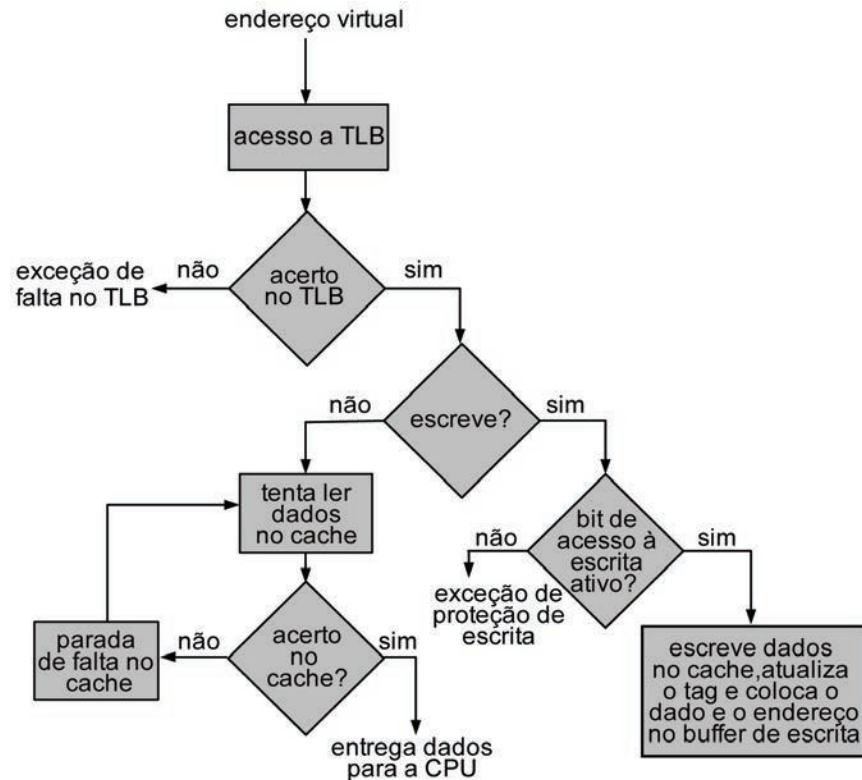 endereço virtual
acesso a TLB
acerto
no TLB
não
sim
exceção de
falta no TLB
escreve?
não
sim
tenta ler
dados
no cache
bit de
acesso à
escrita
ativo?
não
sim
exceção de
proteção de
escrita
escreve dados
no cache,atualiza
o tag e coloca o
dado e o endereço
no buffer de escrita
acerto
no
cache?
não
sim
parada
de falta no
cache
entrega dados
para a CPU